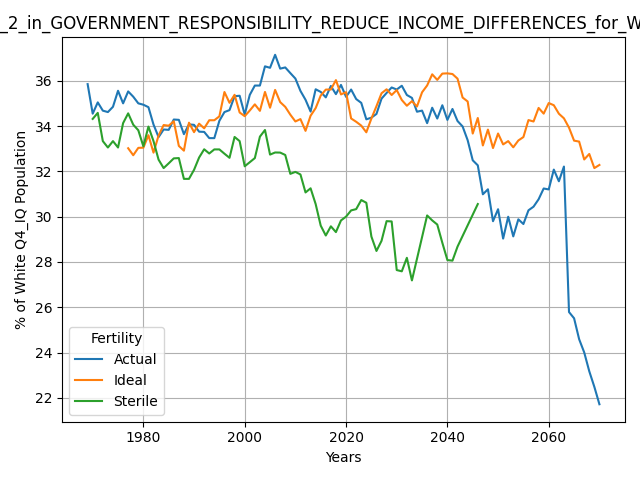 _2_in_GOVERNMENT_RESPONSIBILITY_REDUCE_INCOME_DIFFERENCES_for_W
% of White Q4_IQ Population
36
34
32
30
28
26
24
22
Fertility
Actual
Ideal
Sterile
1980 2000 2020 2040 2060
Years